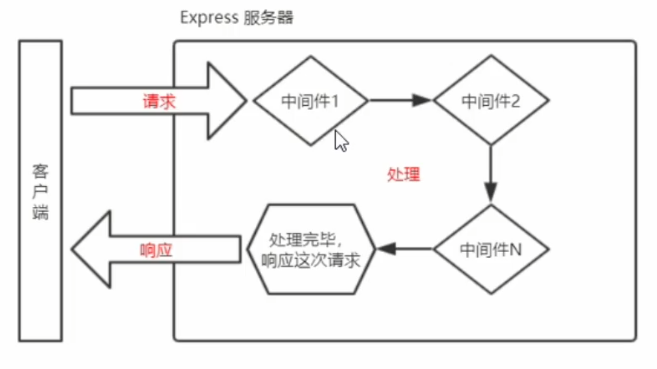 Express 服务器
请求
中间件1
中间件2
客
户
端
处理
响应
处理完毕，
响应这次请求
中间件N